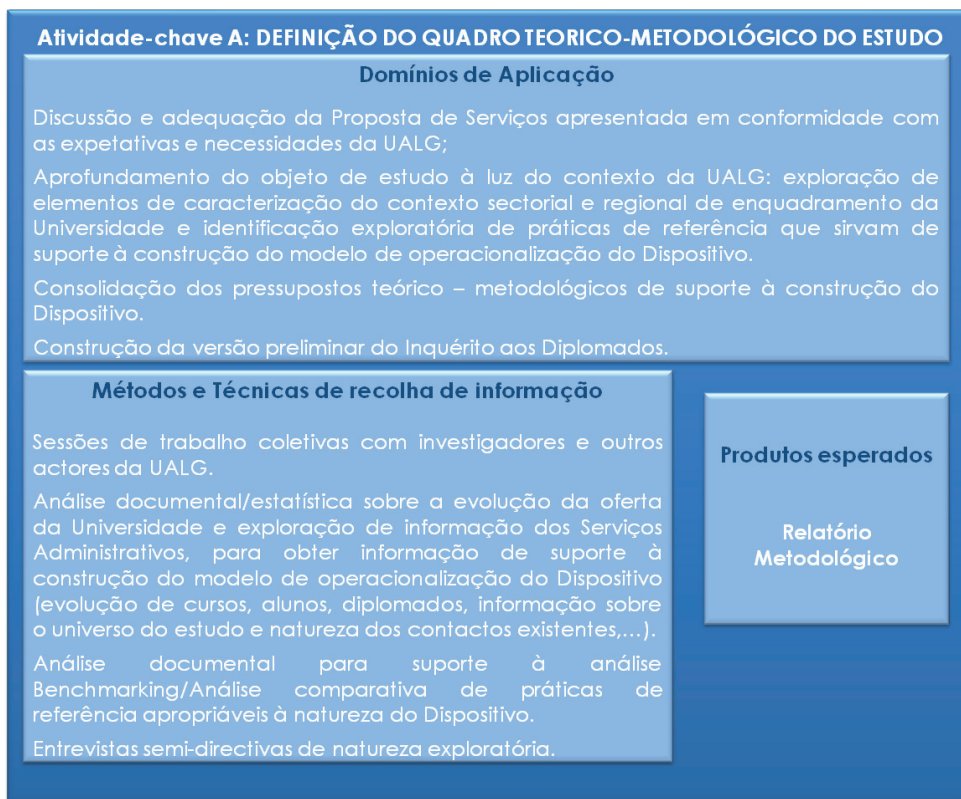 Atividade-chave A: DEFINIÇÃO DO QUADRO TEORICO-METODOLÓGICO DO ESTUDO
Domínios de Aplicação
Discussão e adequação da Proposta de Serviços apresentada em conformidade com
as expetativas e necessidades da UALG;
Aprofundamento do objeto de estudo à luz do contexto da UALG: exploração de
elementos de caracterização do contexto sectorial e regional de enquadramento da
Universidade e identificação exploratória de práticas de referência que sirvam de
suporte à construção do modelo de operacionalização do Dispositivo.
Consolidação dos pressupostos teórico – metodológicos de suporte à construção do
Dispositivo.
Construção da versão preliminar do Inquérito aos Diplomados.
Métodos e Técnicas de recolha de informação
Sessões de trabalho coletivas com investigadores e outros
actores da UALG.
Análise documental/estatística sobre a evolução da oferta
da Universidade e exploração de informação dos Serviços
Administrativos, para obter informação de suporte à
construção do modelo de operacionalização do Dispositivo
(evolução de cursos, alunos, diplomados, informação sobre
o universo do estudo e natureza dos contactos existentes,...).
Análise documental para suporte à análise
Benchmarking/Análise comparativa de práticas de
referência apropriáveis à natureza do Dispositivo.
Entrevistas semi-directivas de natureza exploratória.
Produtos esperados
Relatório
Metodológico